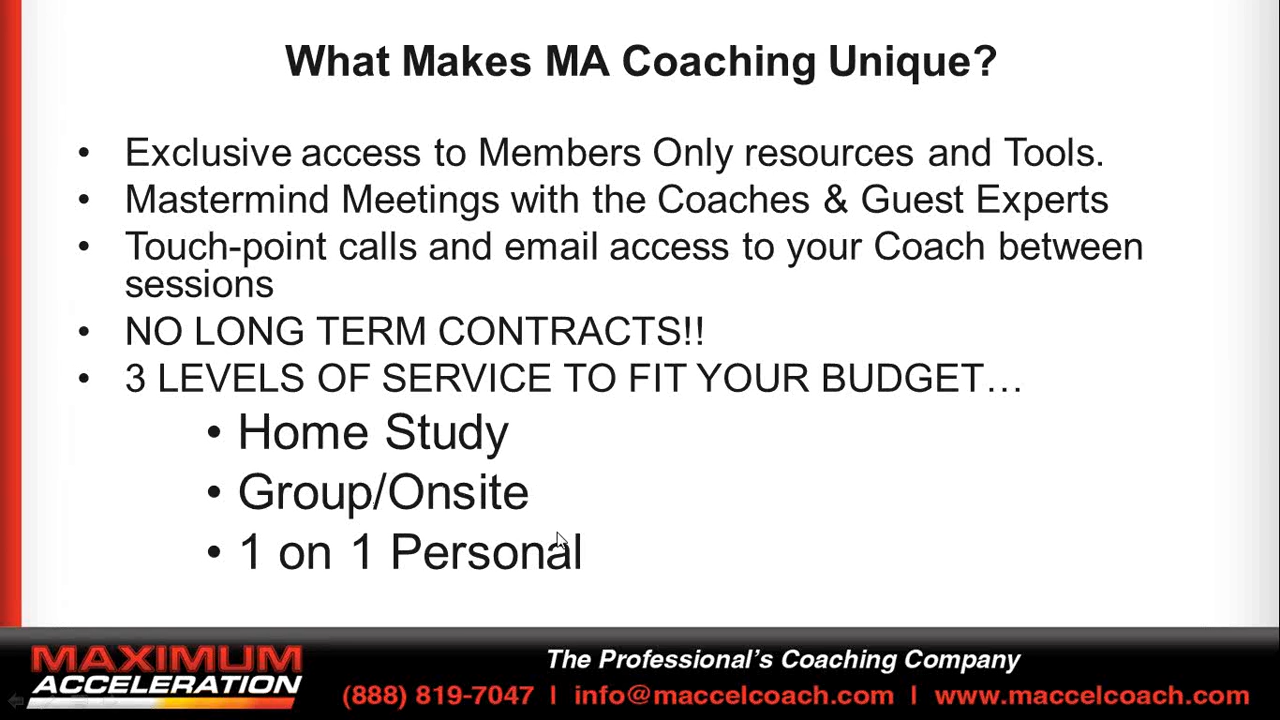 What Makes MA Coaching Unique?
• Exclusive access to Members Only resources and Tools.
• Mastermind Meetings with the Coaches & Guest Experts
• Touch-point calls and email access to your Coach between
sessions
• NO LONG TERM CONTRACTS!!
• 3 LEVELS OF SERVICE TO FIT YOUR BUDGET…
• Home Study
• Group/Onsite
• 1 on 1 Personal
MAXIMUM
ACCELERATION
The Professional's Coaching Company
(888) 819-7047 | info@maccelcoach.com | www.maccelcoach.com